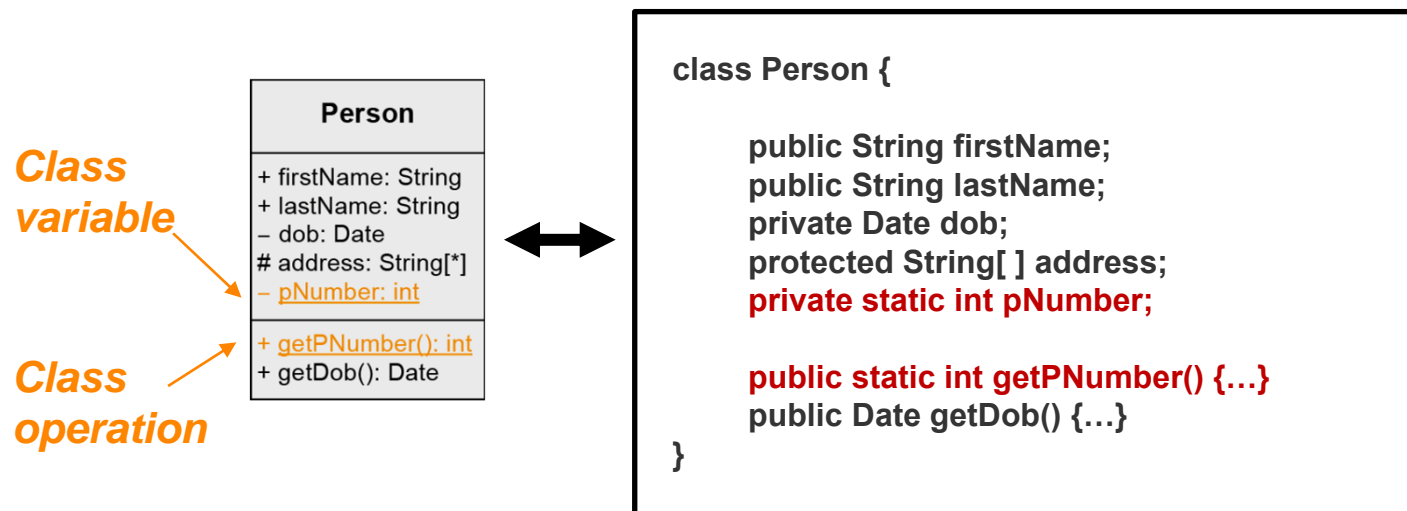 Class
variable
Class
operation
Person
+ firstName: String
+ lastName: String
– dob: Date
# address: String[*]
– pNumber: int
+ getPNumber(): int
+ getDob(): Date
class Person {
public String firstName;
public String lastName;
private Date dob;
protected String[ ] address;
private static int pNumber;
public static int getPNumber() {…}
public Date getDob() {…}
}